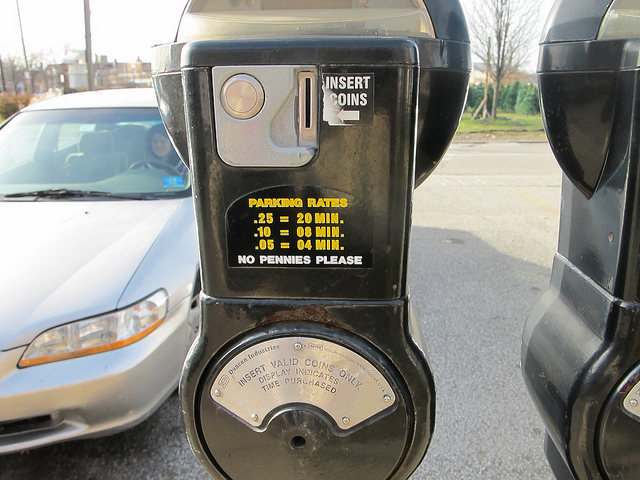 INSERT
COINS
PARKING RATES
.25 = 20 MIN.
.10 = 08 MIN.
.05 = 04 MIN.
NO PENNIES PLEASE
Duncan Industries
INSERT VALID COINS ONLY.
DISPLAY INDICATES
TIME PURCHASED